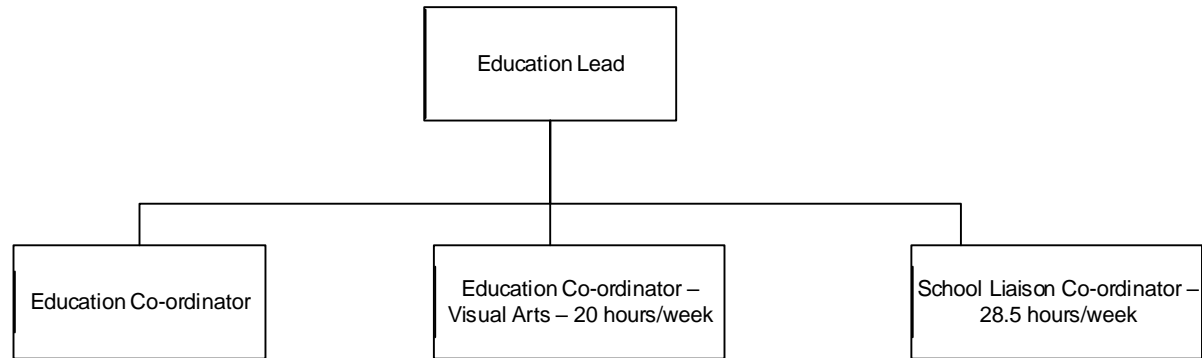 Education Lead
Education Co-ordinator
Education Co-ordinator –
Visual Arts – 20 hours/week
School Liaison Co-ordinator –
28.5 hours/week